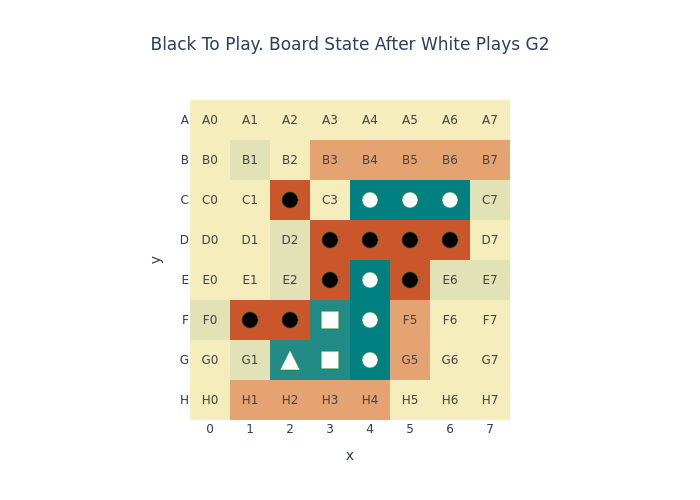 Black To Play. Board State After White Plays G2
A A0 A1 A2 A3 A4 A5 A6 A7
B B0 B1 B2 B3 B4 B5 B6 B7
C C0 C1 C3 C7
y D D0 D1 D2 D7
E E0 E1 E2 E6 E7
F F0 F5 F6 F7
G G0 G1 G5 G6 G7
H H0 H1 H2 H3 H4 H5 H6 H7
0 1 2 3 4 5 6 7
x